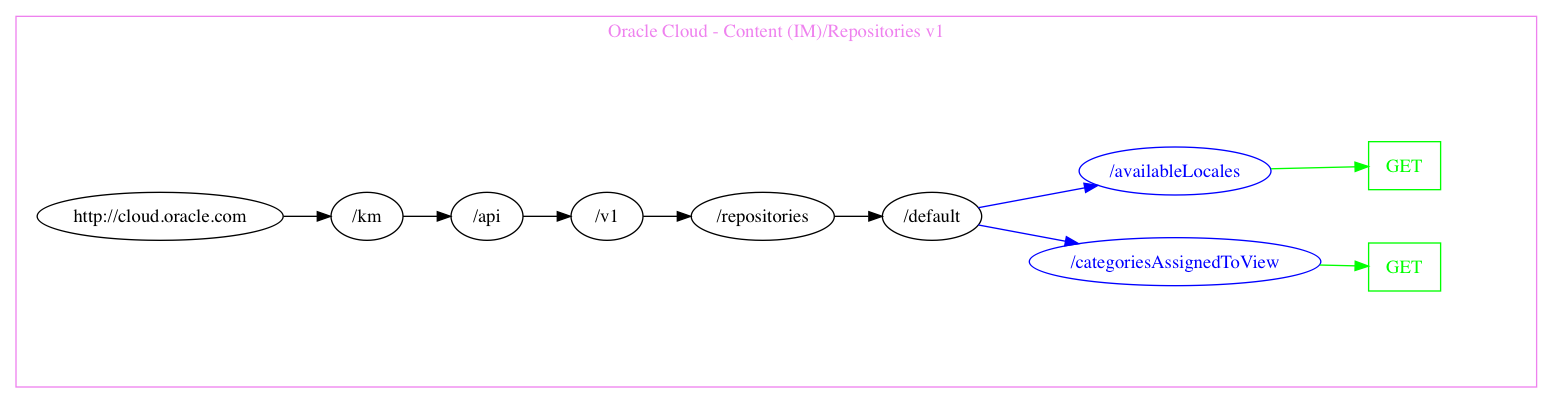 Oracle Cloud - Content (IM)/Repositories v1
http://cloud.oracle.com
/km
/api
/v1
/repositories
/default
/availableLocales
GET
/categoriesAssignedToView
GET